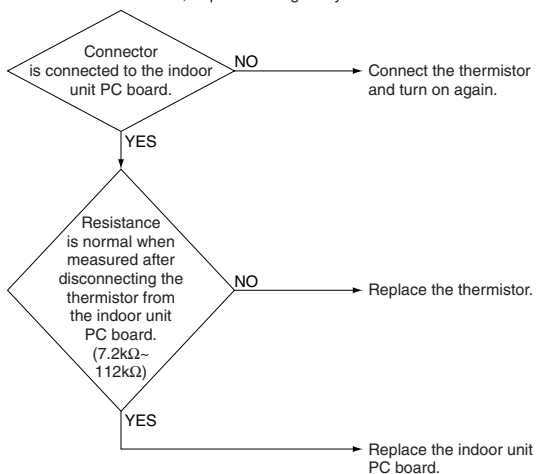 Connector
is connected to the indoor
unit PC board.
NO
Connect the thermistor
and turn on again.
YES
Resistance
is normal when
measured after
disconnecting the
thermistor from
the indoor unit
PC board.
(7.2kΩ~
112kΩ)
NO
Replace the thermistor.
YES
Replace the indoor unit
PC board.